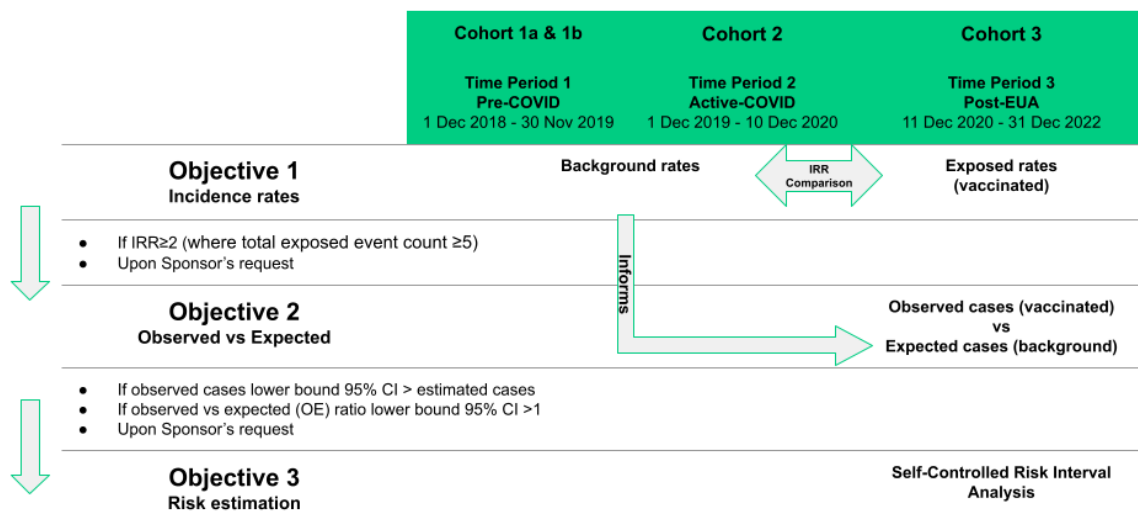 Cohort 1a & 1b
Cohort 2
Cohort 3
Time Period 1
Pre-COVID
1 Dec 2018 - 30 Nov 2019
Time Period 2
Active-COVID
1 Dec 2019 - 10 Dec 2020
Time Period 3
Post-EUA
11 Dec 2020 - 31 Dec 2022
Objective 1
Incidence rates
Background rates
IRR
Comparison
Exposed rates
(vaccinated)
● If IRR≥2 (where total exposed event count ≥5)
● Upon Sponsor's request
Informs
Objective 2
Observed vs Expected
Observed cases (vaccinated)
vs
Expected cases (background)
● If observed cases lower bound 95% CI > estimated cases
● If observed vs expected (OE) ratio lower bound 95% CI >1
● Upon Sponsor's request
Objective 3
Risk estimation
Self-Controlled Risk Interval
Analysis